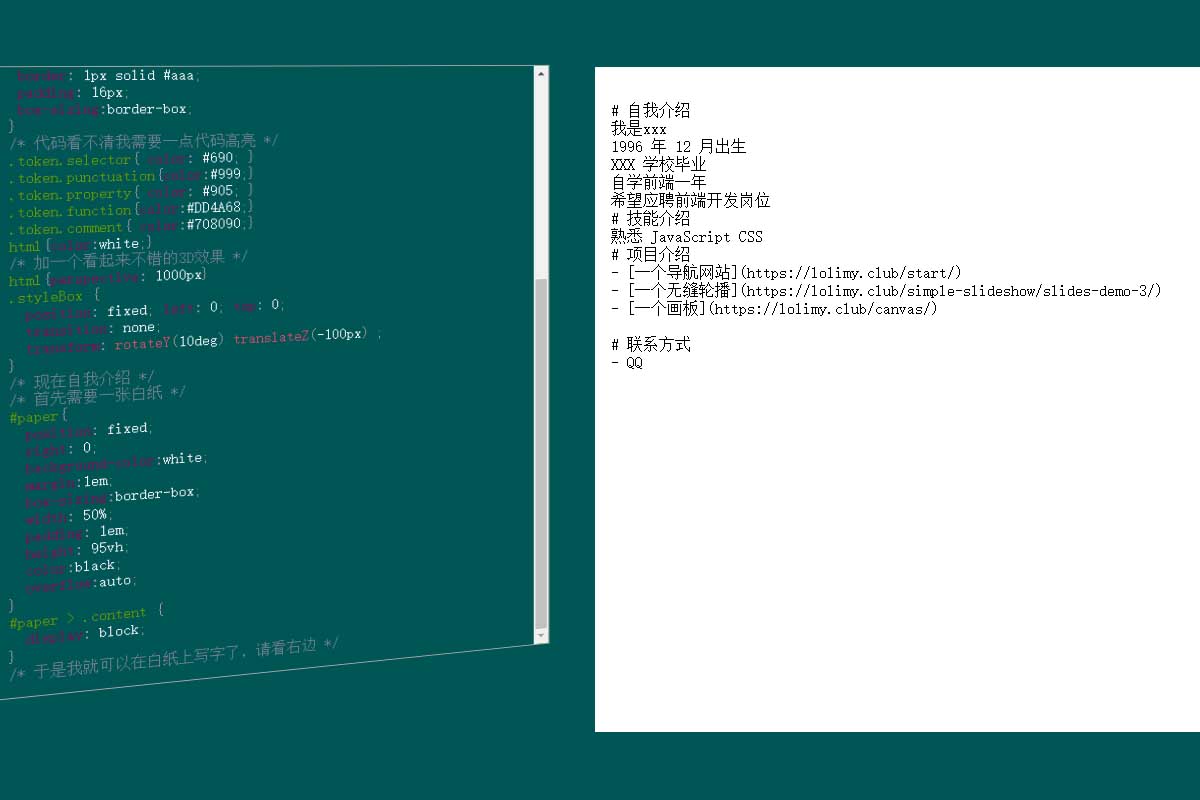 border: 1px solid #aaa;
padding: 16px;
box-sizing:border-box;
}
/* 代码看不清我需要一点代码高亮 */
.token.selector{ color: #690; }
.token.punctuation{color:#999;}
.token.property{ color: #905; }
.token.function{color:#DD4A68;}
.token.comment{ color:#708090;}
html{color:white;}
/* 加一个看起来不错的3D效果 */
html{perspective: 1000px}
.styleBox {
position: fixed; left: 0; top: 0;
transition: none;
transform: rotateY(10deg) translateZ(-100px) ;
}
/* 现在自我介绍 */
/* 首先需要一张白纸 */
#paper{
position: fixed;
right: 0;
background-color:white;
margin:1em;
box-sizing:border-box;
width: 50%;
padding: 1em;
height: 95vh;
color:black;
overflow:auto;
}
#paper > .content {
display: block;
}
/* 于是我就可以在白纸上写字了，请看右边 */
# 自我介绍
我是xxx
1996 年 12 月出生
XXX 学校毕业
自学前端一年
希望应聘前端开发岗位
# 技能介绍
熟悉 JavaScript CSS
# 项目介绍
- [一个导航网站](https://lolimy.club/start/)
- [一个无缝轮播](https://lolimy.club/simple-slideshow/slides-demo-3/)
- [一个画板](https://lolimy.club/canvas/)
# 联系方式
- QQ